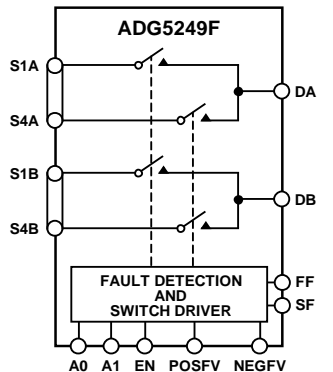 ADG5249F
S1A
DA
S4A
S1B
DB
S4B
FAULT DETECTION
AND
SWITCH DRIVER
FF
SF
A0 A1 EN POSFV NEGFV